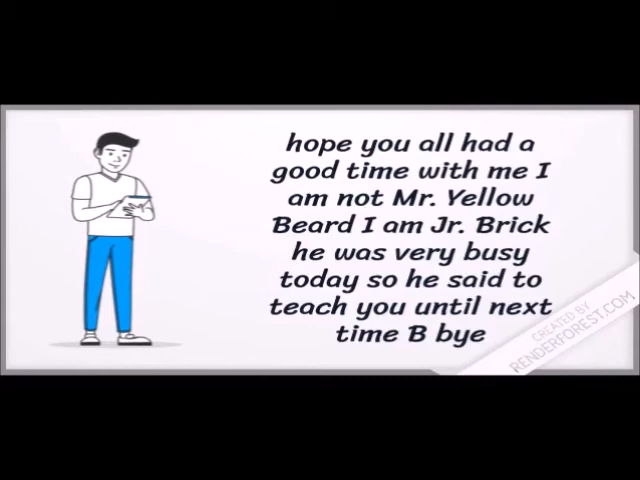 hope you all had a
good time with me I
am not Mr. Yellow
Beard I am Jr. Brick
he was very busy
today so he said to
teach you until next
time B bye
CREATED BY
RENDERFOREST.COM